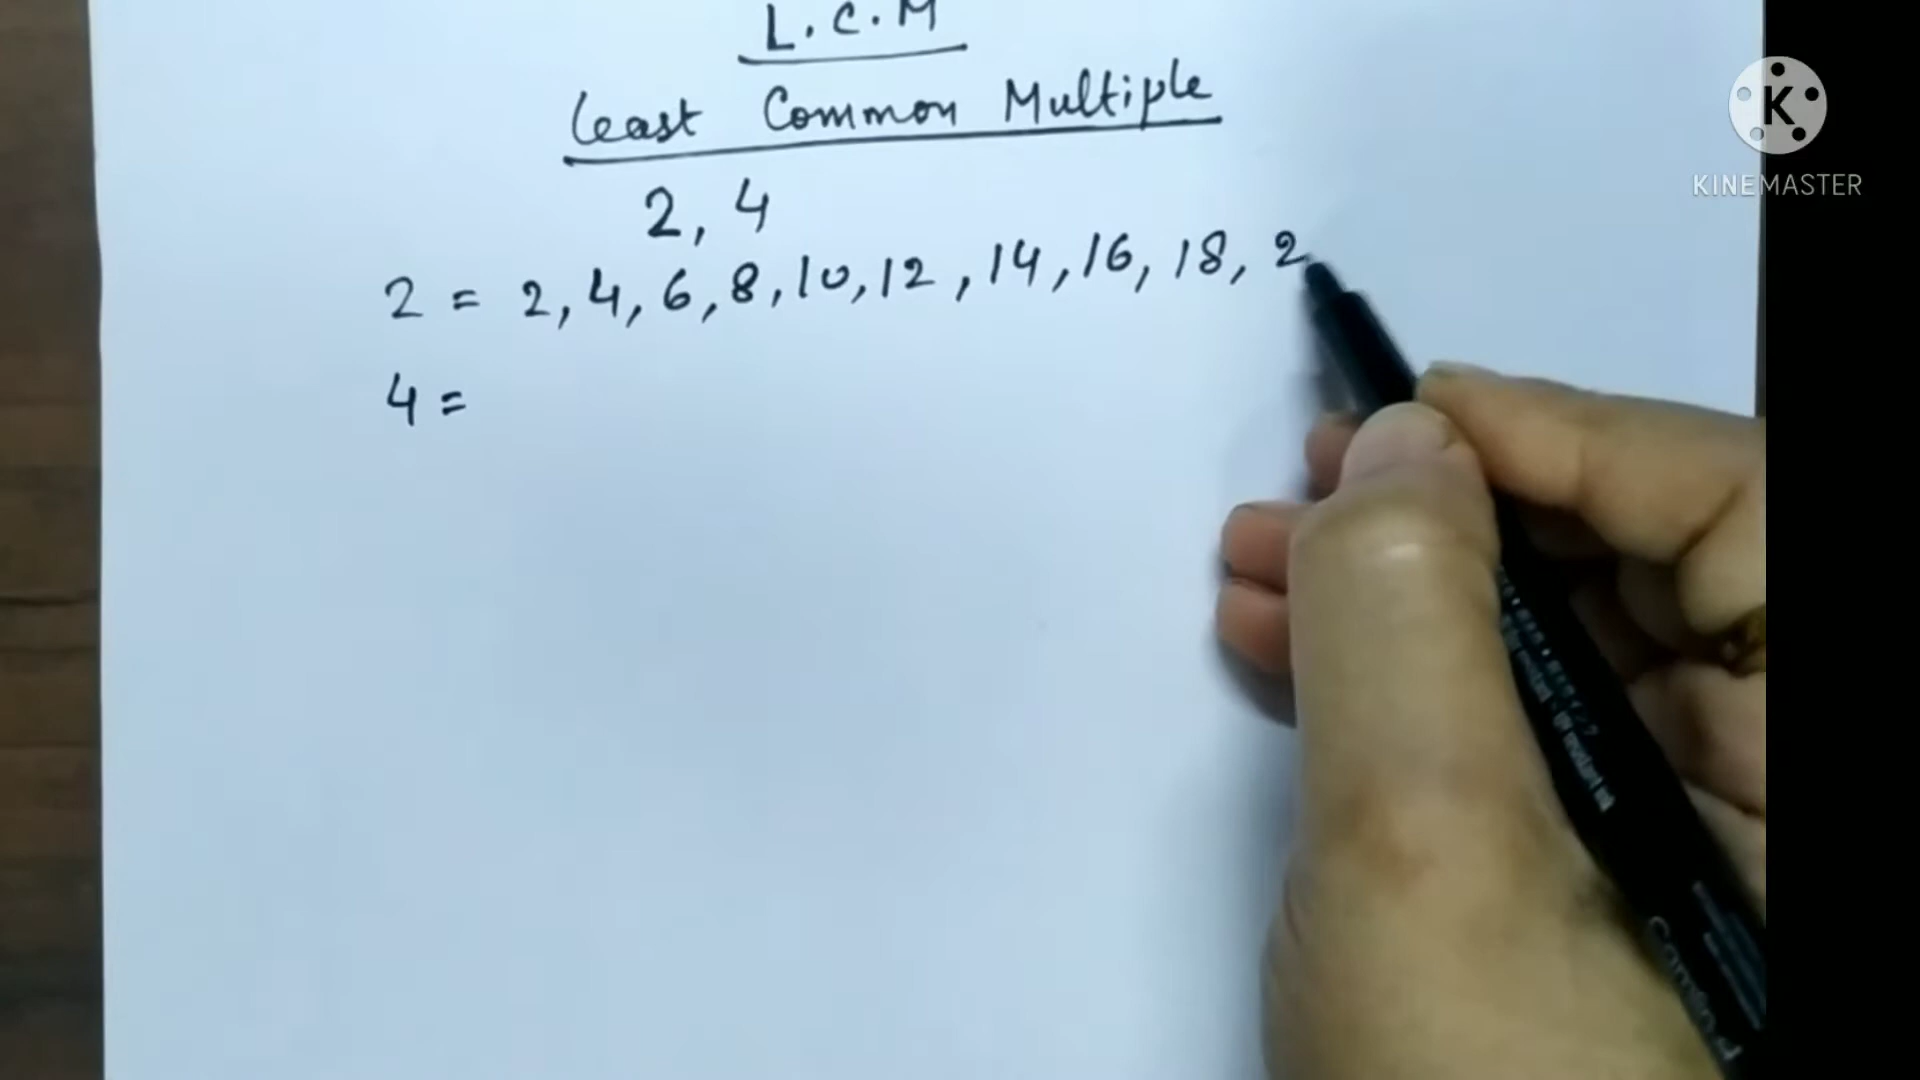 L.C.M
Least Common Multiple
2, 4
2 = 2, 4, 6, 8, 10, 12, 14, 16, 18, 2
4 =
K
KINEMASTER